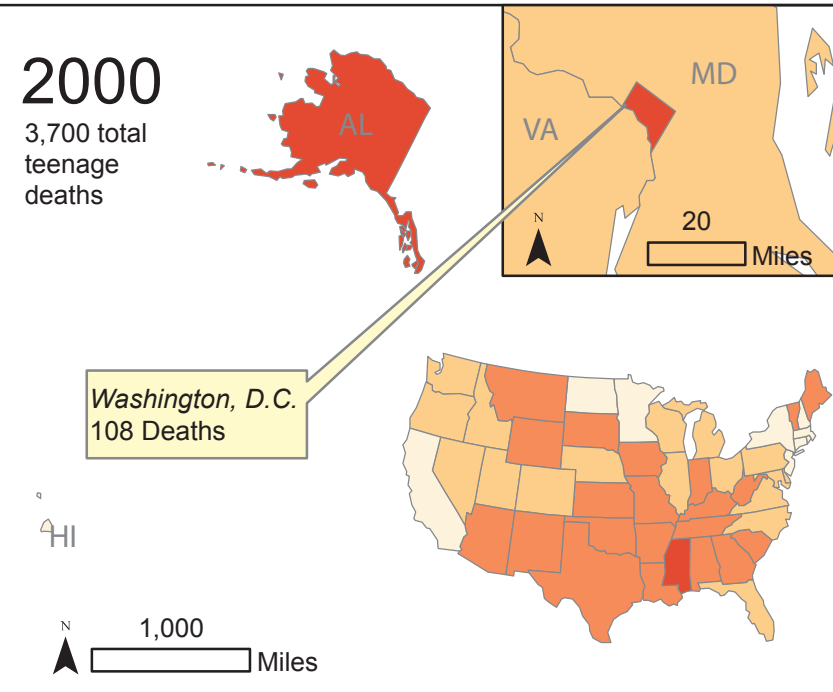 2000
3,700 total
teenage
deaths
AL
MD
VA
N
20
Miles
Washington, D.C.
108 Deaths
HI
N
1,000
Miles